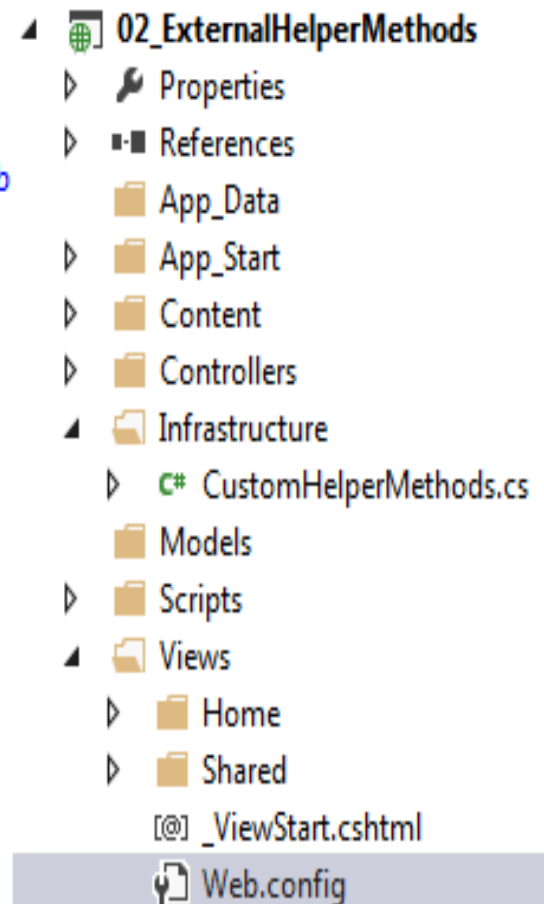 02_ExternalHelperMethods
Properties
References
App_Data
App_Start
Content
Controllers
Infrastructure
C# CustomHelperMethods.cs
Models
Scripts
Views
Home
Shared
[@] _ViewStart.cshtml
Web.config